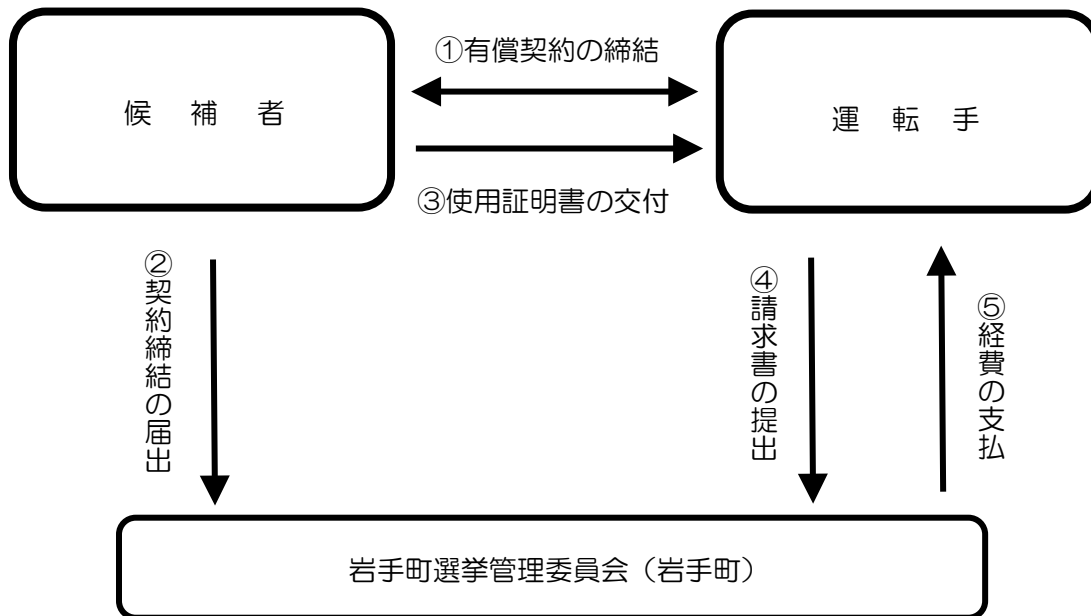 ①有償契約の締結
候　補　者
運　転　手
③使用証明書の交付
②契約締結の届出
④請求書の提出
⑤経費の支払
岩手町選挙管理委員会（岩手町）